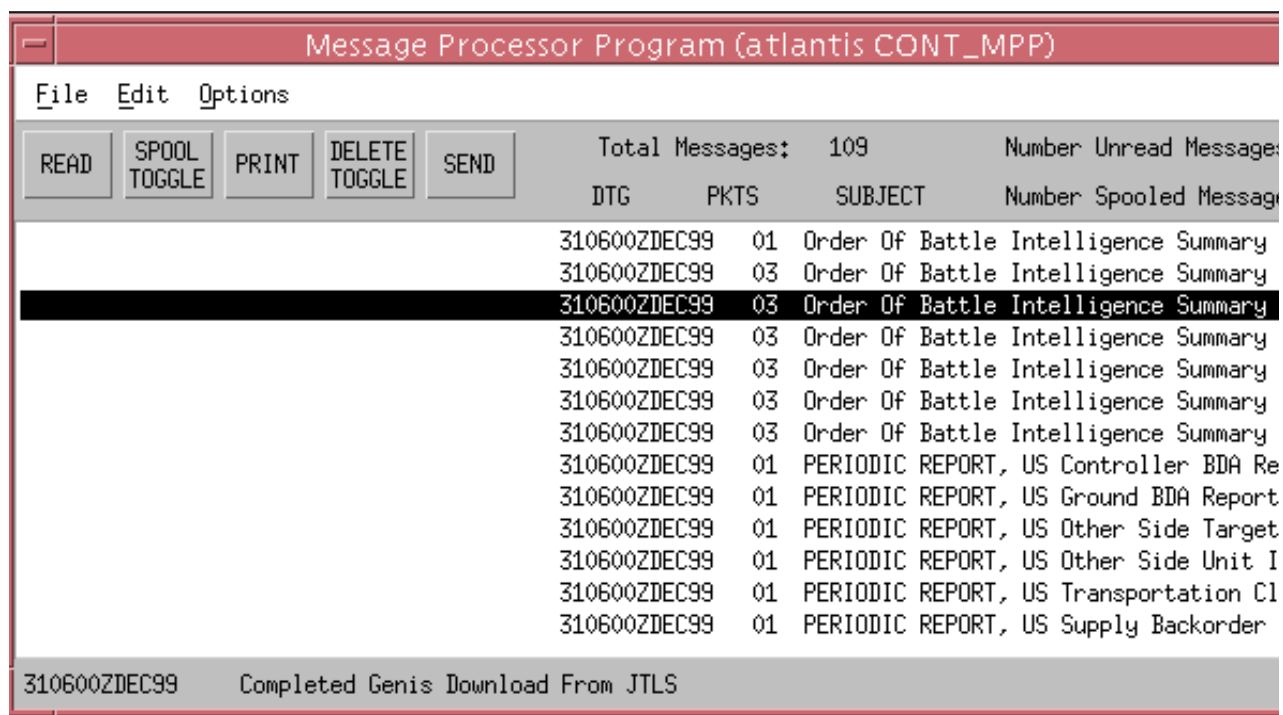 Message Processor Program (atlantis CONT_MPP)
File Edit Options
READ SPOOL TOGGLE PRINT DELETE TOGGLE SEND
Total Messages: 109 Number Unread Messages
DTG PKTS SUBJECT Number Spooled Message
310600ZDEC99 01 Order Of Battle Intelligence Summary
310600ZDEC99 03 Order Of Battle Intelligence Summary
310600ZDEC99 03 Order Of Battle Intelligence Summary
310600ZDEC99 03 Order Of Battle Intelligence Summary
310600ZDEC99 03 Order Of Battle Intelligence Summary
310600ZDEC99 03 Order Of Battle Intelligence Summary
310600ZDEC99 03 Order Of Battle Intelligence Summary
310600ZDEC99 01 PERIODIC REPORT, US Controller BDA Re
310600ZDEC99 01 PERIODIC REPORT, US Ground BDA Report
310600ZDEC99 01 PERIODIC REPORT, US Other Side Target
310600ZDEC99 01 PERIODIC REPORT, US Other Side Unit I
310600ZDEC99 01 PERIODIC REPORT, US Transportation Cl
310600ZDEC99 01 PERIODIC REPORT, US Supply Backorder
310600ZDEC99 Completed Genis Download From JTLS